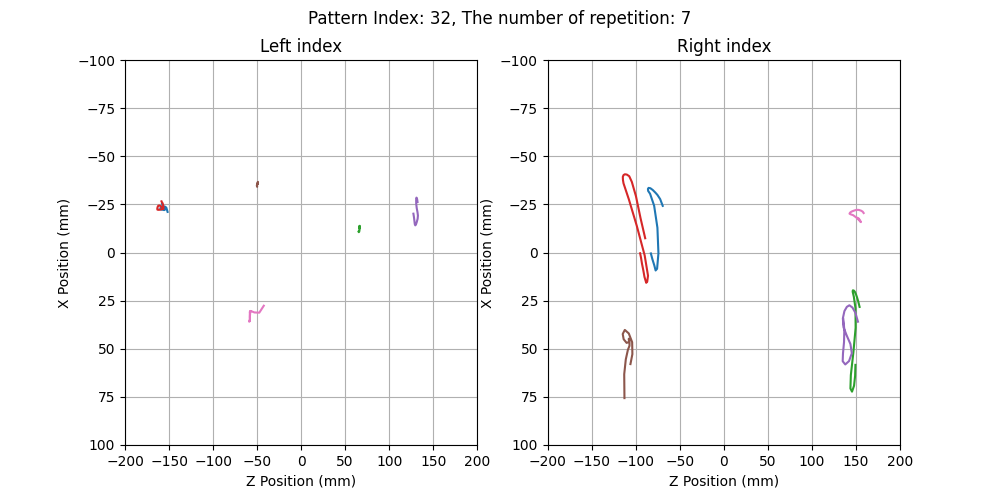 Pattern Index: 32, The number of repetition: 7
Left index
Right index
−100
−75
−50
−25
0
25
50
75
100
X Position (mm)
−200 −150 −100 −50 0 50 100 150 200
Z Position (mm)
−100
−75
−50
−25
0
25
50
75
100
X Position (mm)
−200 −150 −100 −50 0 50 100 150 200
Z Position (mm)